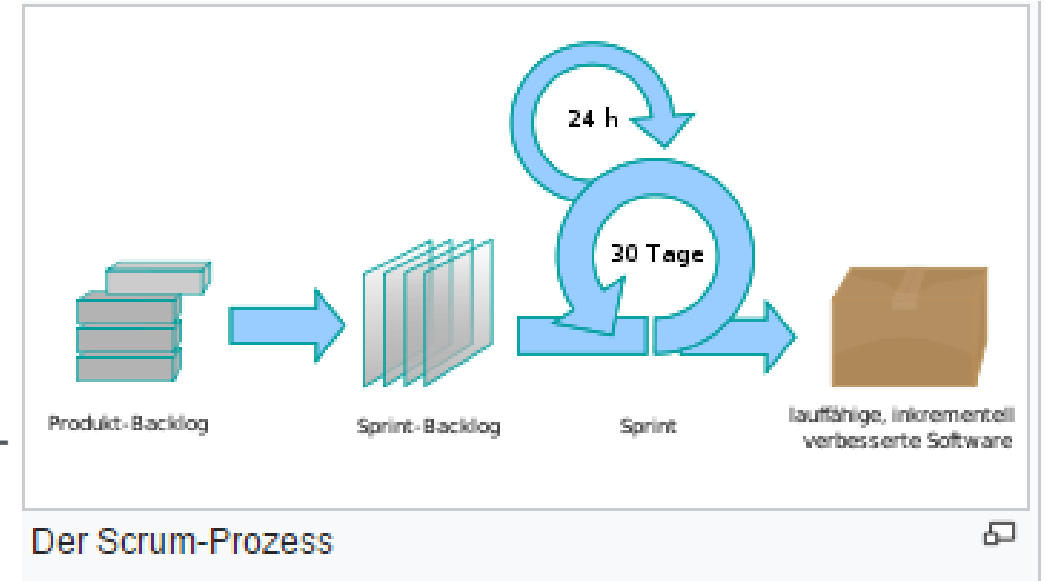 24 h
30 Tage
Produkt-Backlog
Sprint-Backlog
Sprint
lauffähige, inkrementell
verbesserte Software
Der Scrum-Prozess